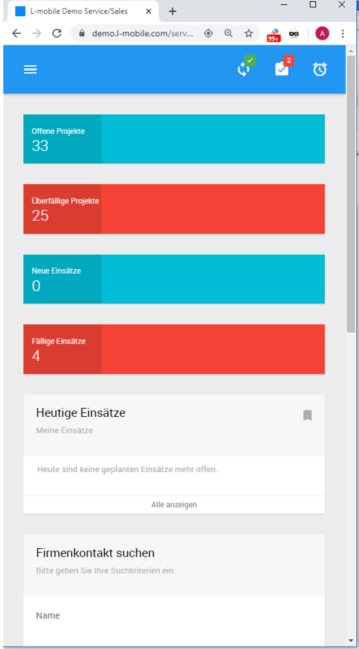 L-mobile Demo Service/Sales
demo.l-mobile.com/serv...
99+
A
2
Offene Projekte
33
Überfällige Projekte
25
Neue Einsätze
0
Fällige Einsätze
4
Heutige Einsätze
Meine Einsätze
Heute sind keine geplanten Einsätze mehr offen.
Alle anzeigen
Firmenkontakt suchen
Bitte geben Sie Ihre Suchkriterien ein.
Name